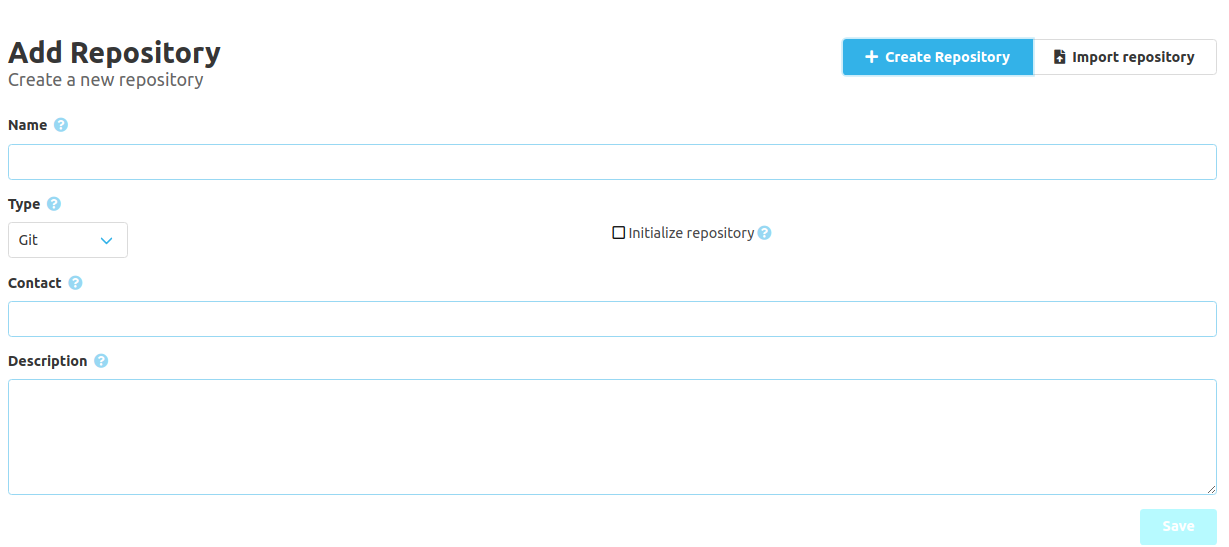 Add Repository
Create a new repository
Create Repository
Import repository
Name
Type
Git
Initialize repository
Contact
Description
Save